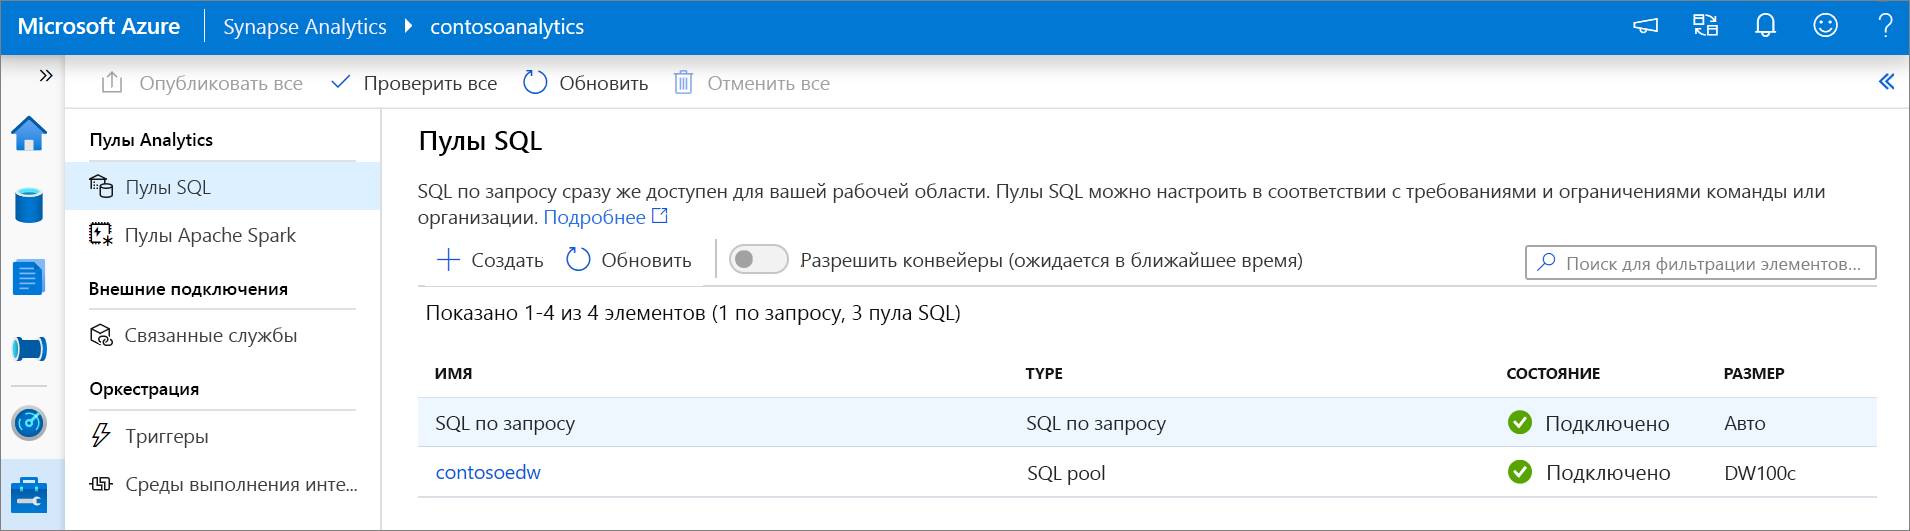 Microsoft Azure
Synapse Analytics
contosoanalytics
Опубликовать все
Проверить все
Обновить
Отменить все
Пулы Analytics
Пулы SQL
Пулы Apache Spark
Внешние подключения
Связанные службы
Оркестрация
Триггеры
Среды выполнения инте...
Пулы SQL
SQL по запросу сразу же доступен для вашей рабочей области. Пулы SQL можно настроить в соответствии с требованиями и ограничениями команды или
организации. Подробнее
Создать
Обновить
Разрешить конвейеры (ожидается в ближайшее время)
Поиск для фильтрации элементов...
Показано 1-4 из 4 элементов (1 по запросу, 3 пула SQL)
ИМЯ TYPE СОСТОЯНИЕ РАЗМЕР
SQL по запросу SQL по запросу Подключено Авто
contosoedw SQL pool Подключено DW100c